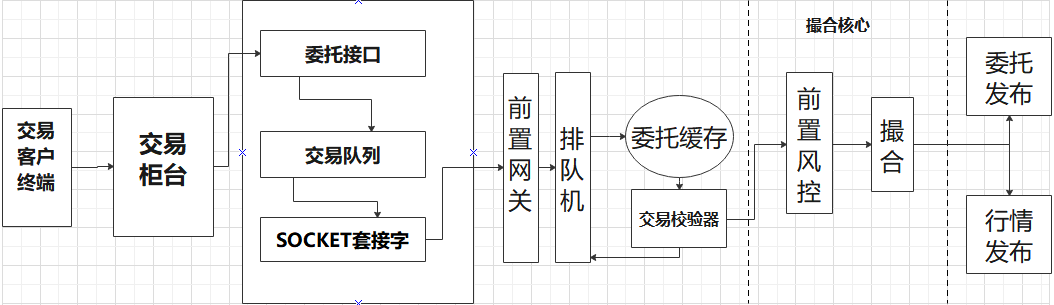 交易
客户
终端
交易
柜台
委托接口
交易队列
SOCKET套接字
前
置
网
关
排
队
机
委托缓存
交易校验器
撮合核心
前
置
风
控
撮
合
委托
发布
行情
发布